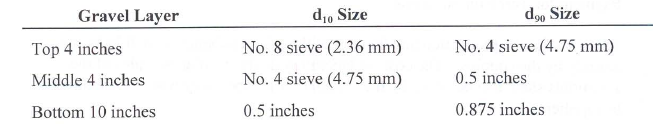 Gravel Layer d10 Size d90 Size
Top 4 inches No. 8 sieve (2.36 mm) No. 4 sieve (4.75 mm)
Middle 4 inches No. 4 sieve (4.75 mm) 0.5 inches
Bottom 10 inches 0.5 inches 0.875 inches